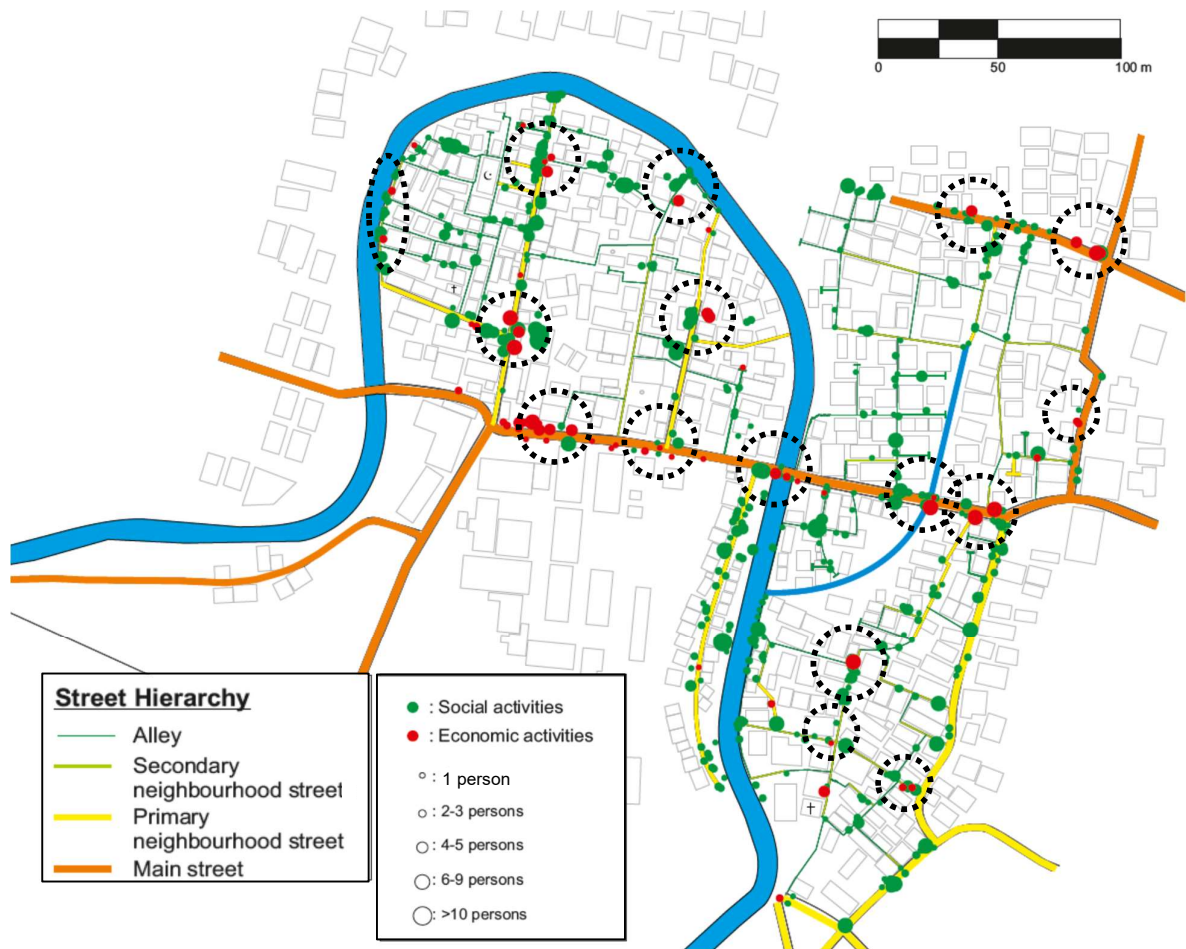 0 50 100 m
Street Hierarchy
Alley
Secondary
neighbourhood street
Primary
neighbourhood street
Main street
: Social activities
: Economic activities
: 1 person
: 2-3 persons
: 4-5 persons
: 6-9 persons
: >10 persons